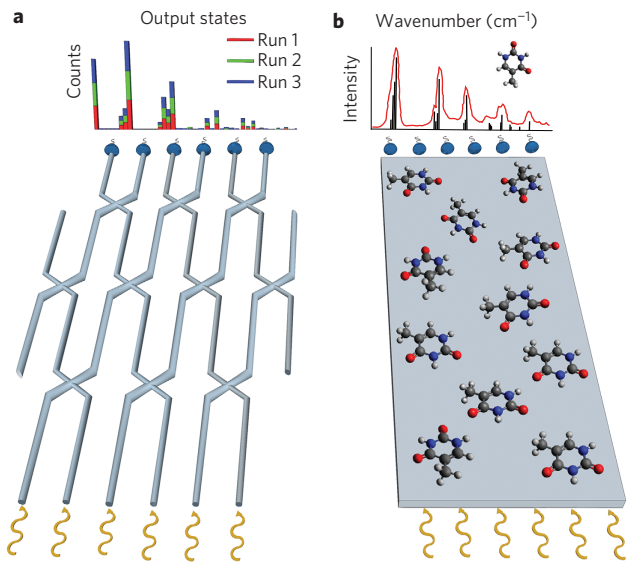 a
Output states
Counts
Run 1
Run 2
Run 3
b
Wavenumber (cm⁻¹)
Intensity